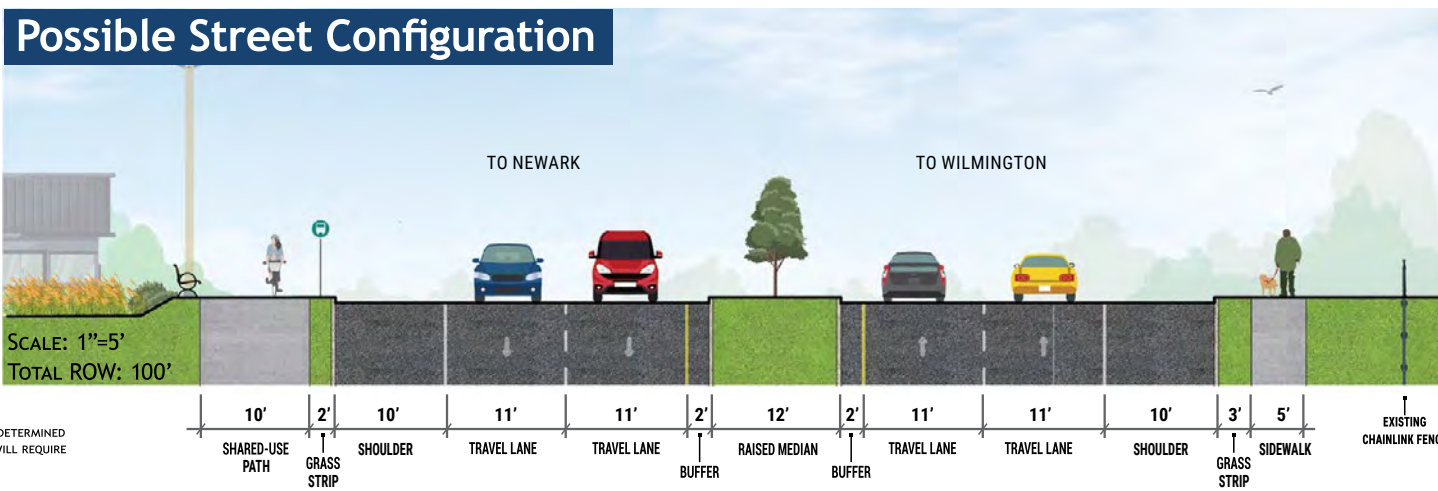 Possible Street Configuration
TO NEWARK
TO WILMINGTON
SCALE: 1”=5’
TOTAL ROW: 100’
10’
2’
10’
11’
11’
2’
12’
2’
11’
11’
10’
3’
5’
DETERMINED
WILL REQUIRE
SHARED-USE
PATH
GRASS
STRIP
SHOULDER
TRAVEL LANE
TRAVEL LANE
BUFFER
RAISED MEDIAN
BUFFER
TRAVEL LANE
TRAVEL LANE
SHOULDER
GRASS
STRIP
SIDEWALK
EXISTING
CHAINLINK